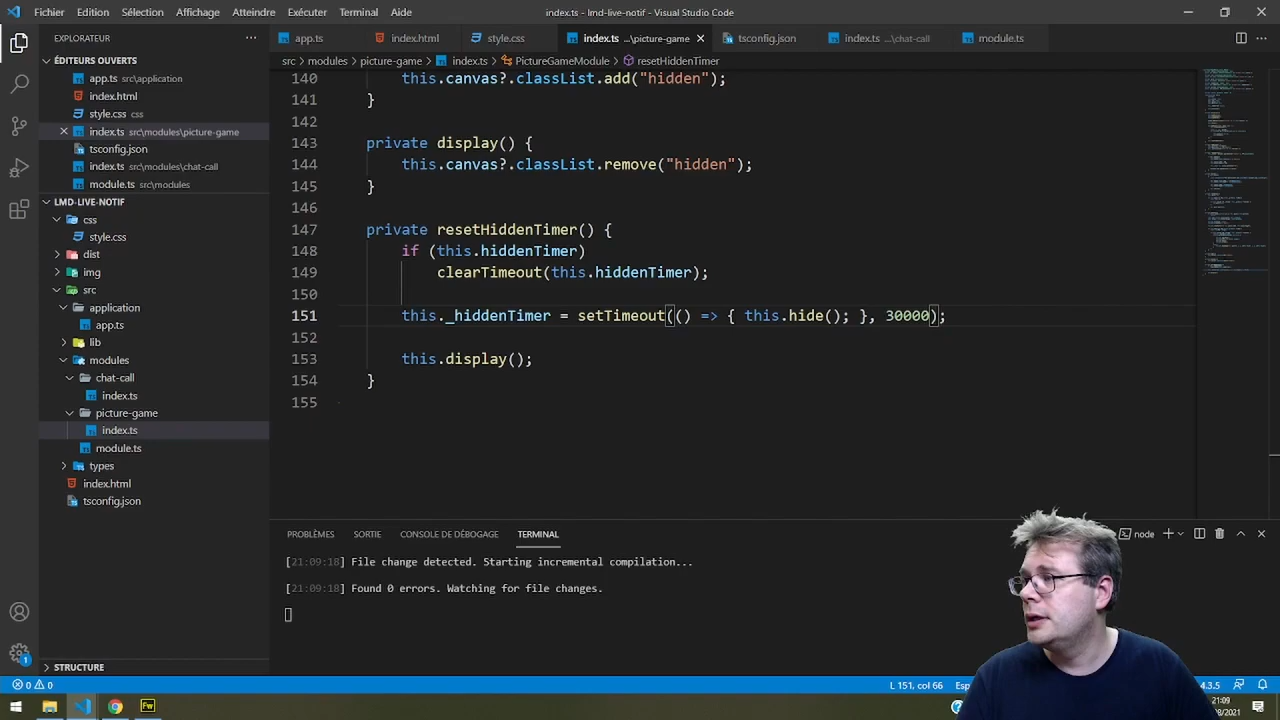 Fichier Edition Sélection Affichage Atteindre Exécuter Terminal Aide index.ts - lmd-live-notif - Visual Studio Code
EXPLORATEUR
ÉDITEURS OUVERTS
app.ts src\application
index.html
style.css css
index.ts src\modules\picture-game
tsconfig.json
index.ts src\modules\chat-call
module.ts src\modules
LMD-LIVE-NOTIF
css
style.css
dist
img
src
application
app.ts
lib
modules
chat-call
index.ts
picture-game
index.ts
module.ts
types
index.html
tsconfig.json
STRUCTURE
app.ts index.html style.css index.ts ...\picture-game tsconfig.json index.ts ...\chat-call module.ts
src > modules > picture-game > index.ts > PictureGameModule > resetHiddenTimer
140 this.canvas?.classList.add("hidden");
141 }
142
143 private display() {
144 this.canvas?.classList.remove("hidden");
145 }
146
147 private resetHiddenTimer() {
148 if (this.hiddenTimer)
149 clearTimeout(this.hiddenTimer);
150
151 this._hiddenTimer = setTimeout(() => { this.hide(); }, 30000);
152
153 this.display();
154 }
155
PROBLÈMES SORTIE CONSOLE DE DÉBOGAGE TERMINAL node
[21:09:18] File change detected. Starting incremental compilation...
[21:09:18] Found 0 errors. Watching for file changes.
0 0 L 151, col 66 Esp 4.3.5
Fw 21:09
/2021